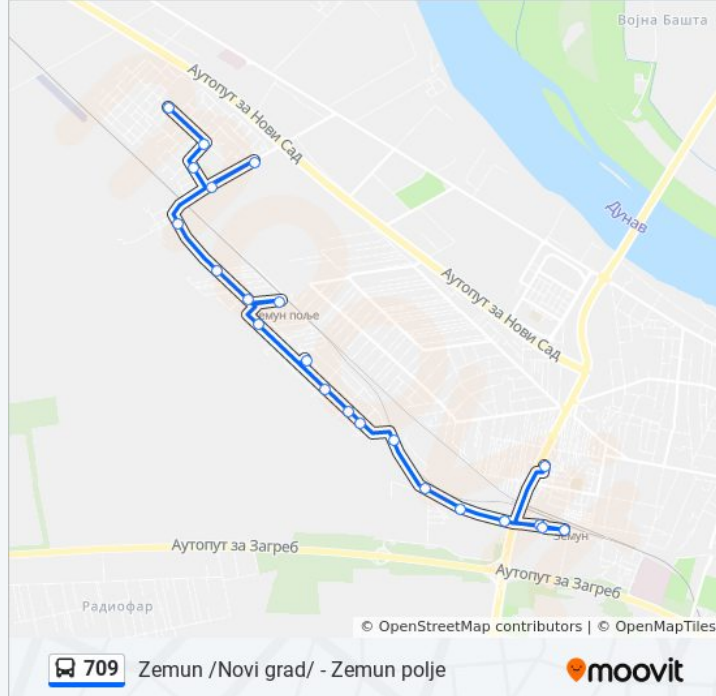 Војна Башта
Аутопут за Нови Сад
Дунав
Аутопут за Нови Сад
Земун поље
Земун
Аутопут за Загреб
Аутопут за Загреб
Радиофар
© OpenStreetMap contributors | © OpenMapTiles
709 Zemun /Novi grad/ - Zemun polje
moovit